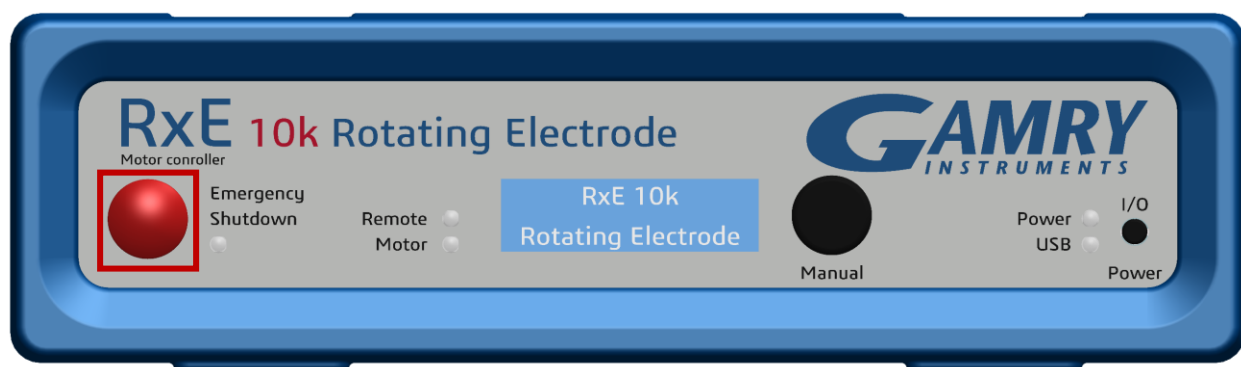 RxE 10k Rotating Electrode
Motor conroller
GAMRY
INSTRUMENTS
Emergency
Shutdown
Remote
Motor
RxE 10k
Rotating Electrode
Manual
Power
USB
I/O
Power